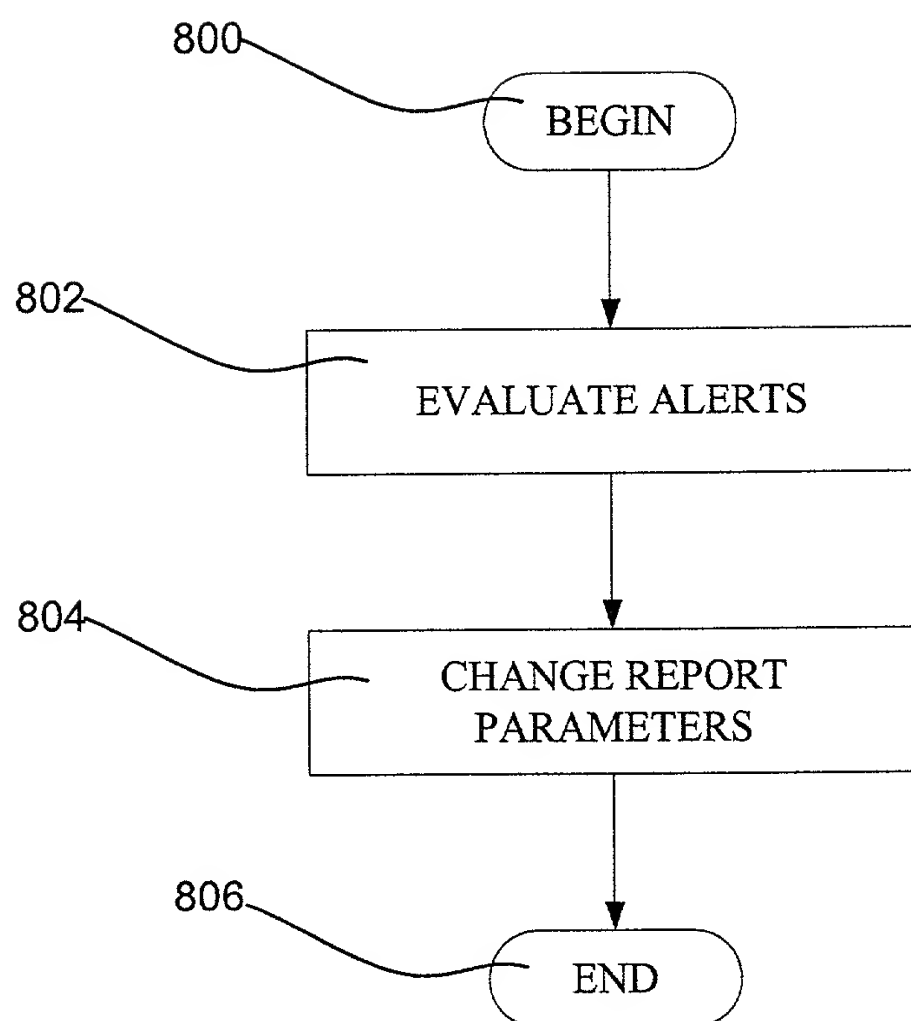 800
BEGIN
802
EVALUATE ALERTS
804
CHANGE REPORT
PARAMETERS
806
END